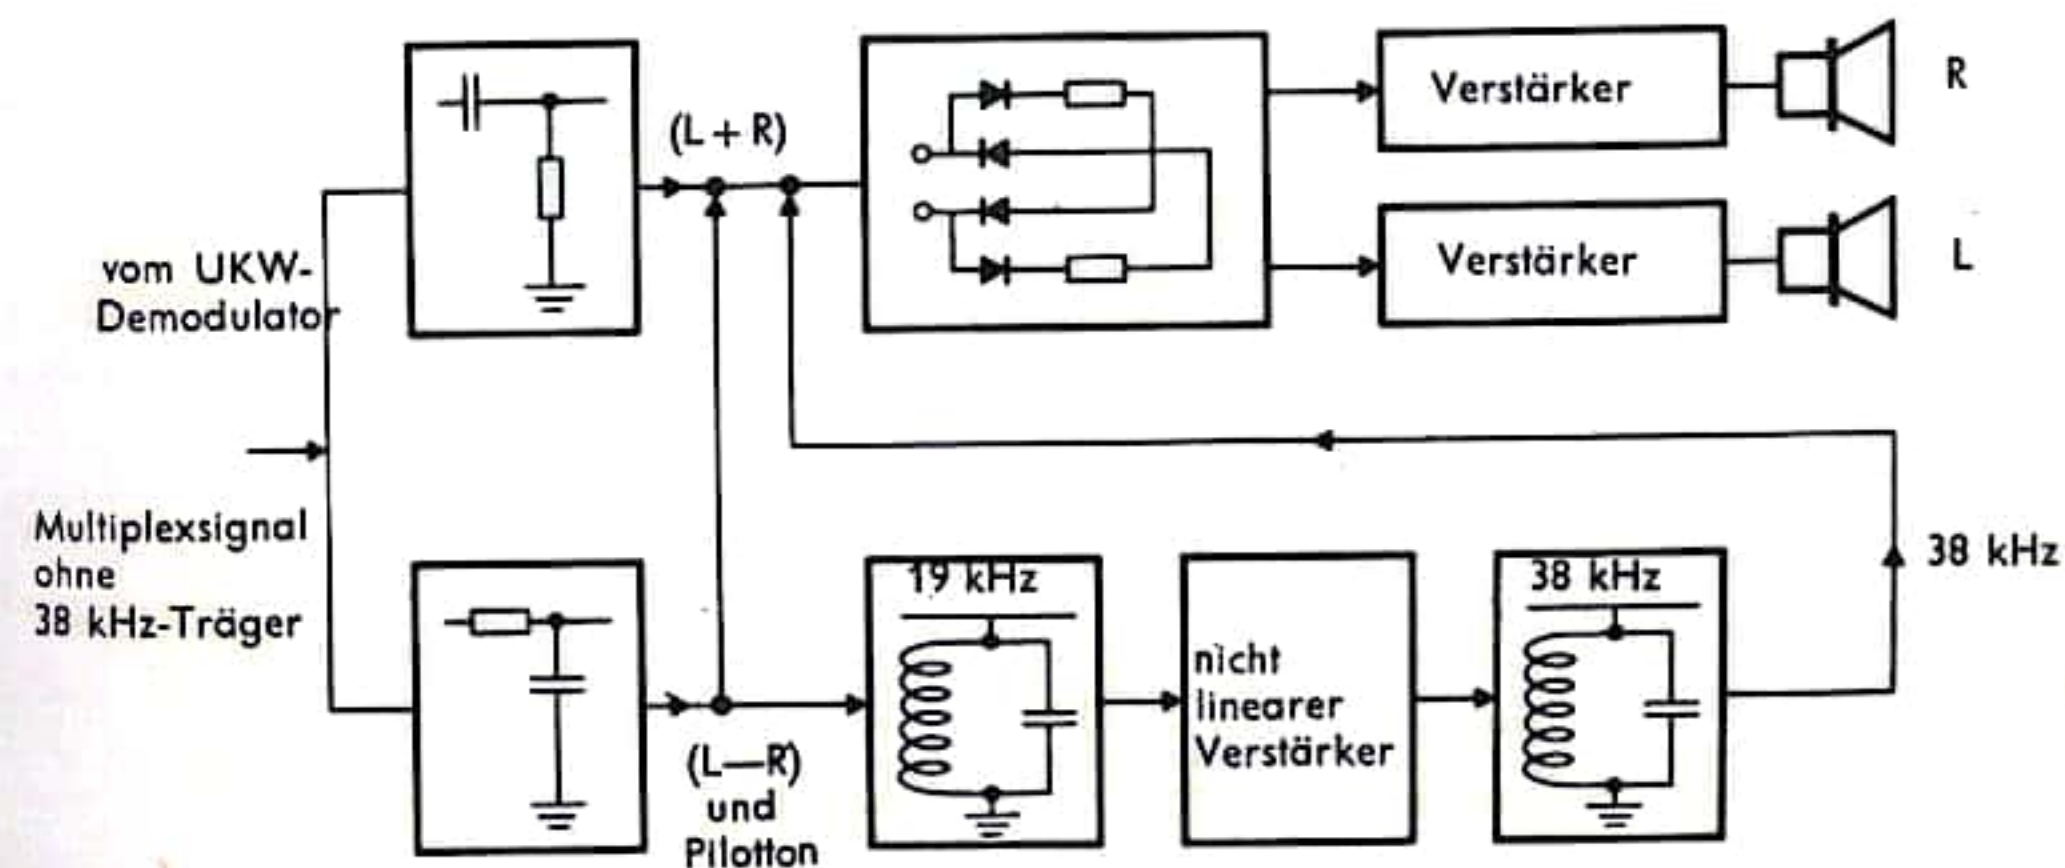 Verstärker
R
(L + R)
Verstärker
L
vom UKW-
Demodulator
Multiplexsignal
ohne
38 kHz-Träger
19 kHz
38 kHz
38 kHz
nicht
linearer
Verstärker
(L—R)
und
Pilotton